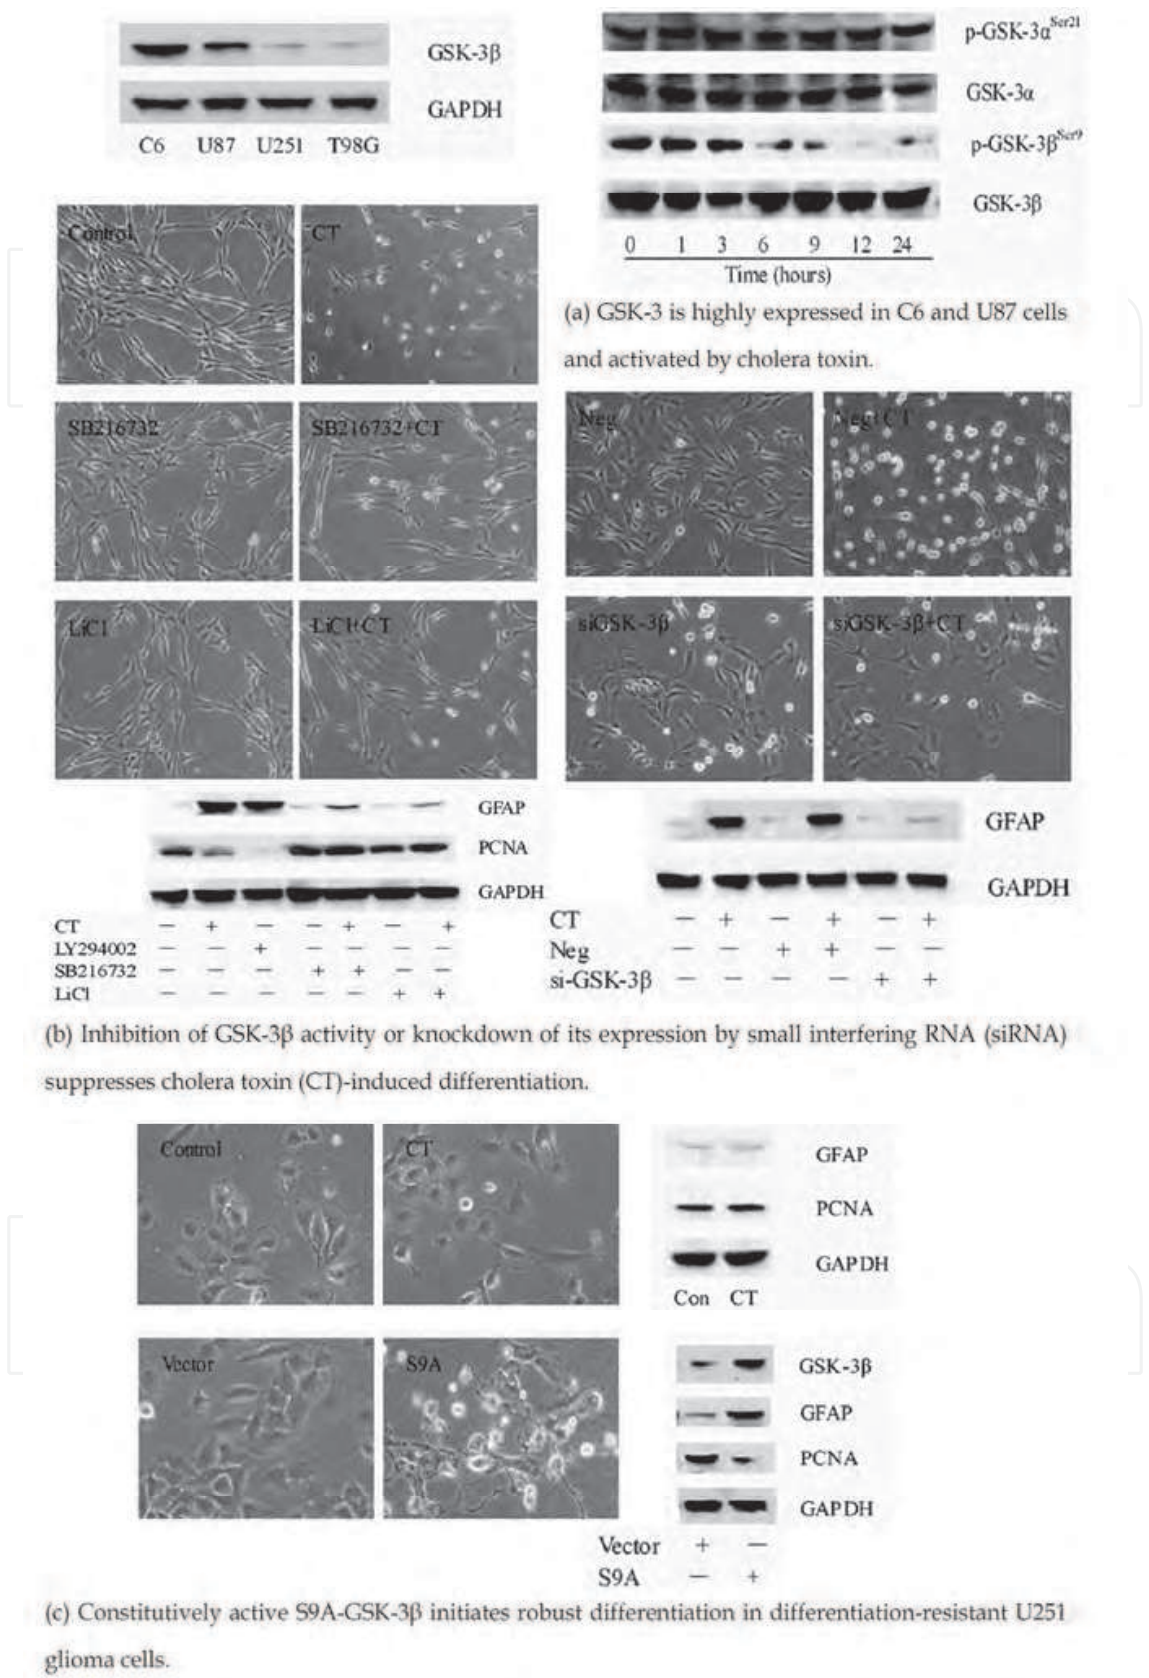 GSK-3β
GAPDH
C6 U87 U251 T98G
p-GSK-3α^Ser21
GSK-3α
p-GSK-3β^Ser9
GSK-3β
0 1 3 6 9 12 24
Time (hours)
(a) GSK-3 is highly expressed in C6 and U87 cells
and activated by cholera toxin.
Control CT
SB216732 SB216732+CT
LiCl LiCl+CT
GFAP
PCNA
GAPDH
CT − + − − + − +
LY294002 − − + − − − −
SB216732 − − − + + − −
LiCl − − − − − + +
Neg Neg+CT
siGSK-3β siGSK-3β+CT
GFAP
GAPDH
CT − + − + − +
Neg − − + + − −
si-GSK-3β − − − − + +
(b) Inhibition of GSK-3β activity or knockdown of its expression by small interfering RNA (siRNA)
suppresses cholera toxin (CT)-induced differentiation.
Control CT
GFAP
PCNA
GAPDH
Con CT
Vector S9A
GSK-3β
GFAP
PCNA
GAPDH
Vector + −
S9A − +
(c) Constitutively active S9A-GSK-3β initiates robust differentiation in differentiation-resistant U251
glioma cells.